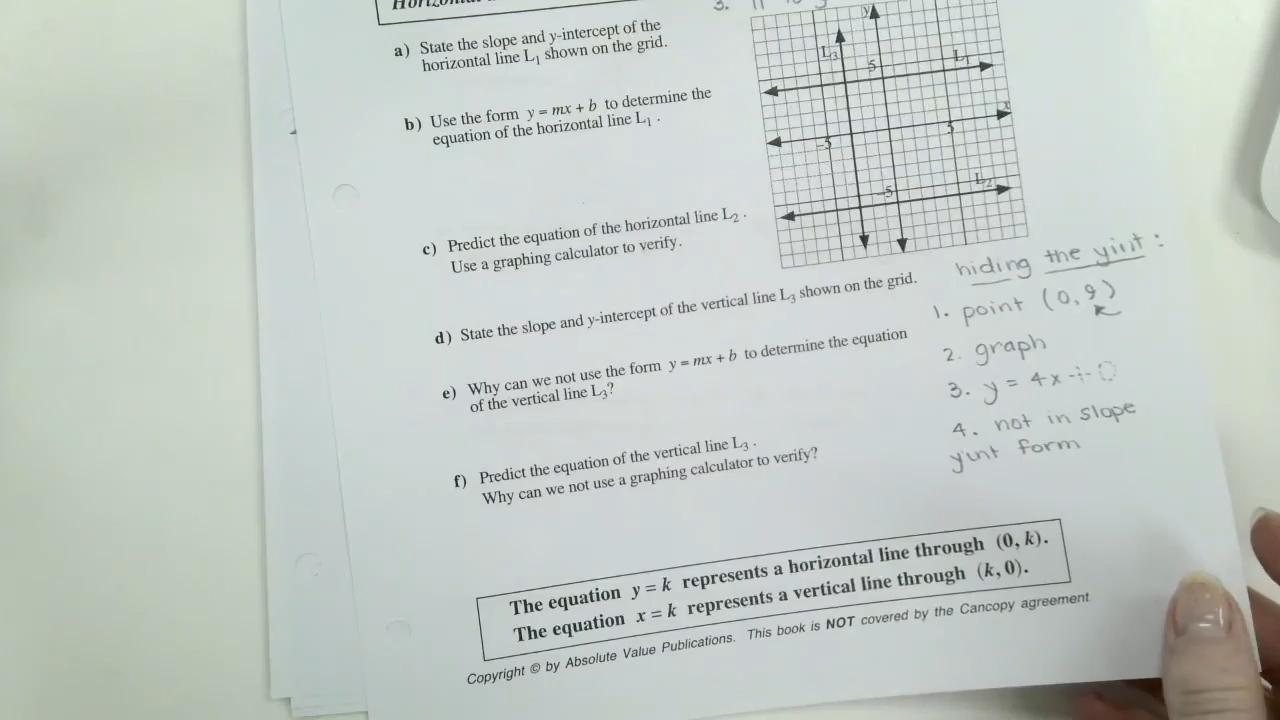 a) State the slope and y-intercept of the
horizontal line L₁ shown on the grid.
b) Use the form y = mx + b to determine the
equation of the horizontal line L₁.
c) Predict the equation of the horizontal line L₂.
Use a graphing calculator to verify.
d) State the slope and y-intercept of the vertical line L₃ shown on the grid.
e) Why can we not use the form y = mx + b to determine the equation
of the vertical line L₃?
f) Predict the equation of the vertical line L₃.
Why can we not use a graphing calculator to verify?
3.
y
L₃
5
L₁
x
-5
5
-5
L₂
hiding the yint :
1. point (0, 9)
2. graph
3. y = 4x + 0
4. not in slope
yint form
The equation y = k represents a horizontal line through (0, k).
The equation x = k represents a vertical line through (k, 0).
Copyright © by Absolute Value Publications. This book is NOT covered by the Cancopy agreement